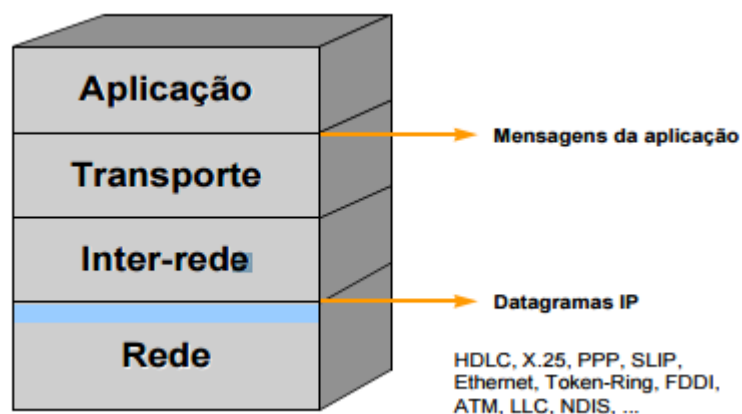 Aplicação
Mensagens da aplicação
Transporte
Inter-rede
Datagramas IP
Rede
HDLC, X.25, PPP, SLIP,
Ethernet, Token-Ring, FDDI,
ATM, LLC, NDIS, ...